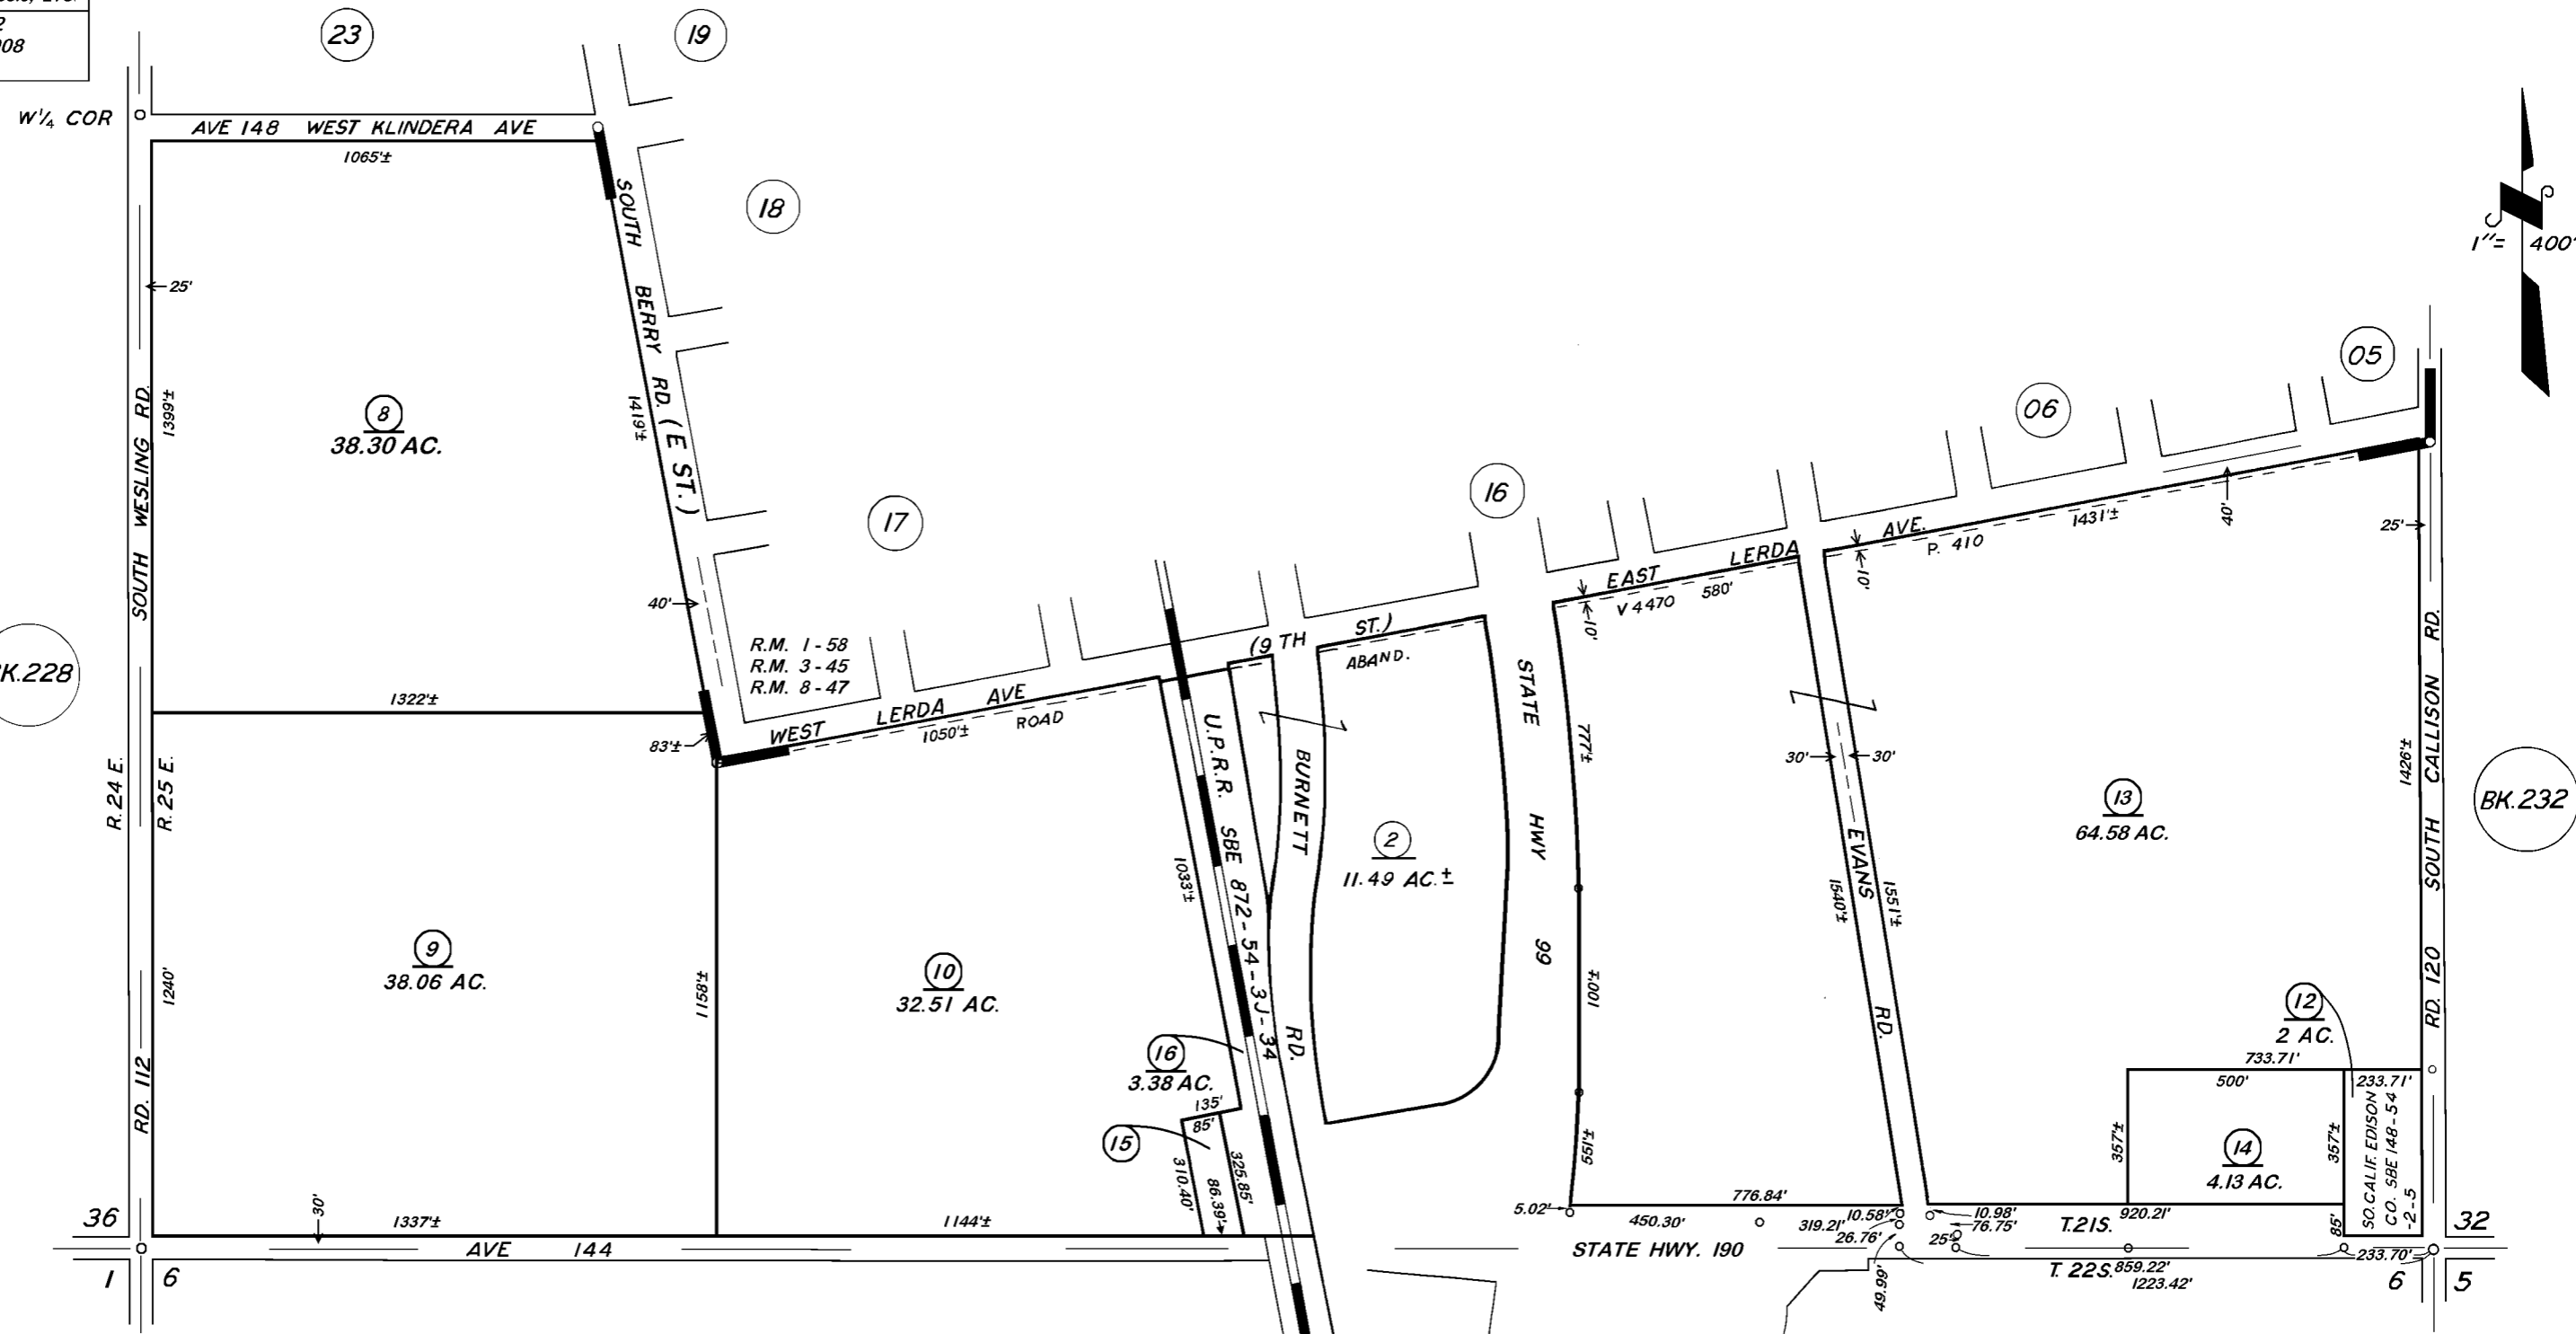 2
008
23
19
W¼ COR
AVE 148 WEST KLINDERA AVE
1065'±
18
1"= 400'
SOUTH BERRY RD. (E ST.)
25'
1399'±
SOUTH WESLING RD.
8
38.30 AC.
1419'±
05
06
16
17
40'
1431'±
AVE.
P. 410
10'
25'
EAST LERDA
580'
V 4470
10'
40'
R.M. 1-58
R.M. 3-45
R.M. 8-47
(9 TH ST.)
ABAND.
BK.228
1322'±
WEST LERDA AVE
1050'±
ROAD
83'±
STATE HWY 99
777'±
U.P.R.R. SBE 872-54-3J-34
BURNETT RD.
30'
30'
EVANS RD.
1540'±
1551'±
13
64.58 AC.
1426'±
RD. 120 SOUTH CALLISON RD.
BK.232
R.24 E.
R.25 E.
2
11.49 AC.±
1033'±
9
38.06 AC.
1240'
1158'±
10
32.51 AC.
100'±
12
2 AC.
RD. 112
16
3.38 AC.
135'
85'
15
310.40'
86.39'
325.85'
551'±
733.71'
500'
233.71'
357'±
357'±
14
4.13 AC.
SO.CALIF. EDISON
CO. SBE 148-54
-2-5
85'
36
30'
1337'±
1144'±
5.02'
776.84'
450.30'
10.58'
319.21'
26.76'
10.98'
76.75'
25'
920.21'
T.21S.
32
AVE 144
STATE HWY. 190
49.99'
233.70'
T. 22S.
859.22'
1223.42'
1
6
6
5